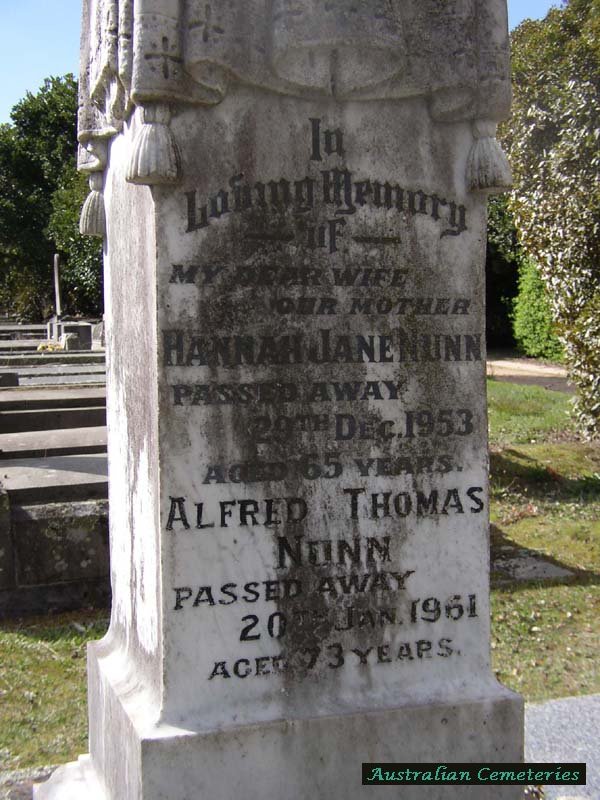 In
Loving Memory
OF
MY DEAR WIFE
OUR MOTHER
HANNAH JANE NUNN
PASSED AWAY
29TH DEC. 1953
AGED 65 YEARS.
ALFRED THOMAS
NUNN
PASSED AWAY
20TH JAN. 1961
AGED 73 YEARS.
Australian Cemeteries